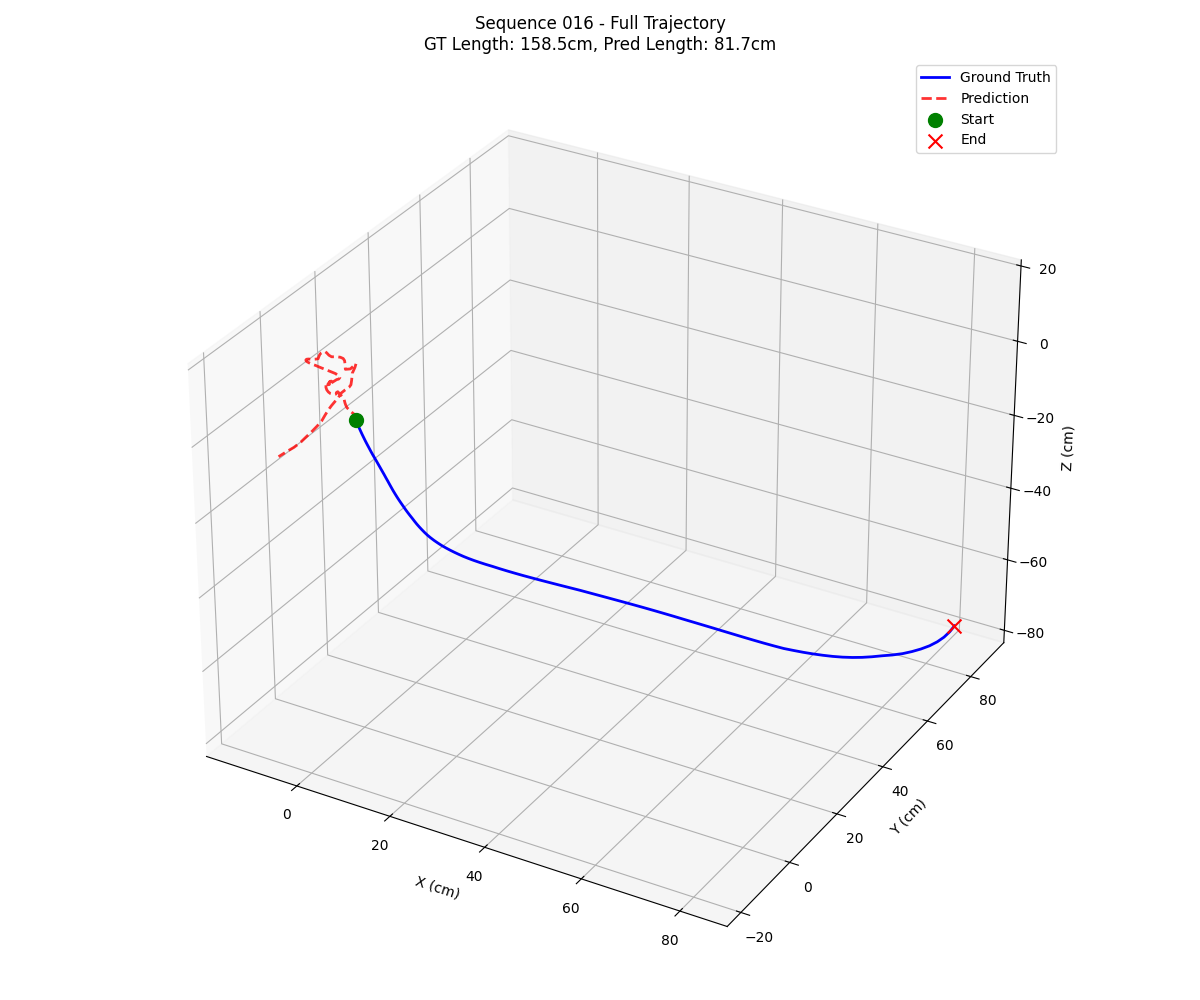 Sequence 016 - Full Trajectory
GT Length: 158.5cm, Pred Length: 81.7cm
Ground Truth
Prediction
Start
End
20
0
−20
−40
−60
−80
Z (cm)
80
60
40
20
0
−20
Y (cm)
0
20
40
60
80
X (cm)